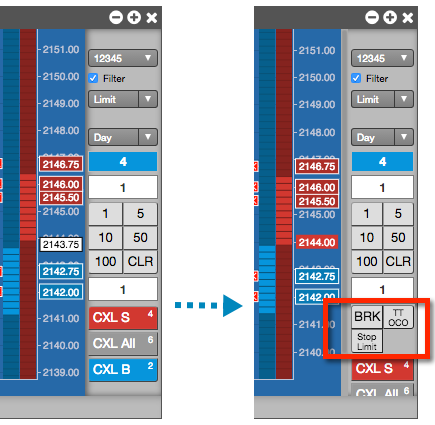 2151.00
2150.00
2149.00
2148.00
2146.75
2146.00
2145.50
2145.00
2143.75
2142.75
2142.00
2141.00
2140.00
2139.00
12345
Filter
Limit
Day
4
1
1 5
10 50
100 CLR
1
CXL S 4
CXL All 6
CXL B 2
2151.00
2150.00
2149.00
2148.00
2146.75
2146.00
2145.50
2145.00
2144.00
2142.75
2142.00
2141.
2140.
2139.00
12345
Filter
Limit
Day
4
1
1 5
10 50
100 CLR
1
BRK
TT
OCO
Stop
Limit
CXL S 4
CXL All 6